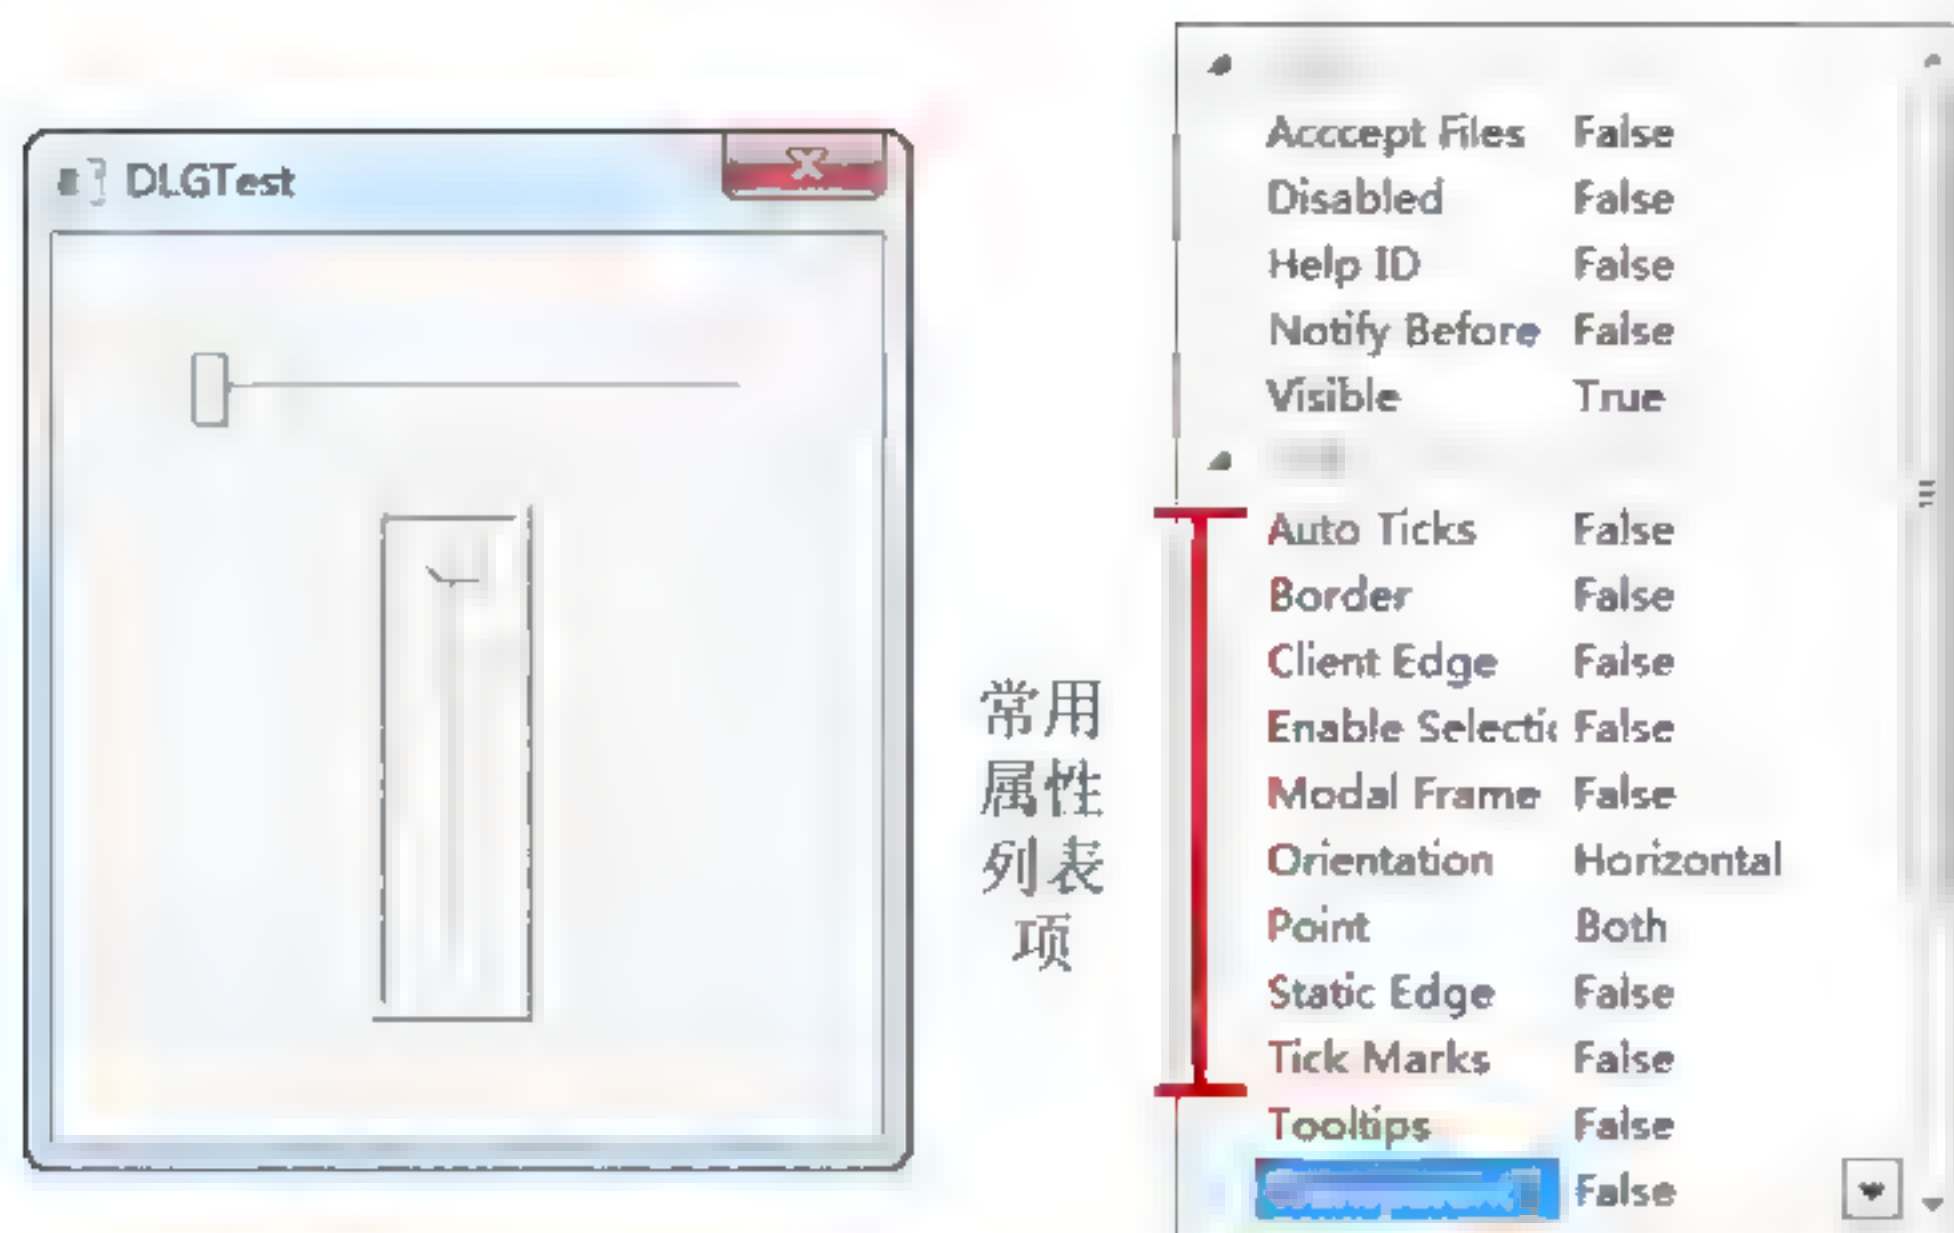 DLGTest
常用
属性
列表
项
Acccept Files False
Disabled False
Help ID False
Notify Before False
Visible True
Auto Ticks False
Border False
Client Edge False
Enable Selectic False
Modal Frame False
Orientation Horizontal
Point Both
Static Edge False
Tick Marks False
Tooltips False
False